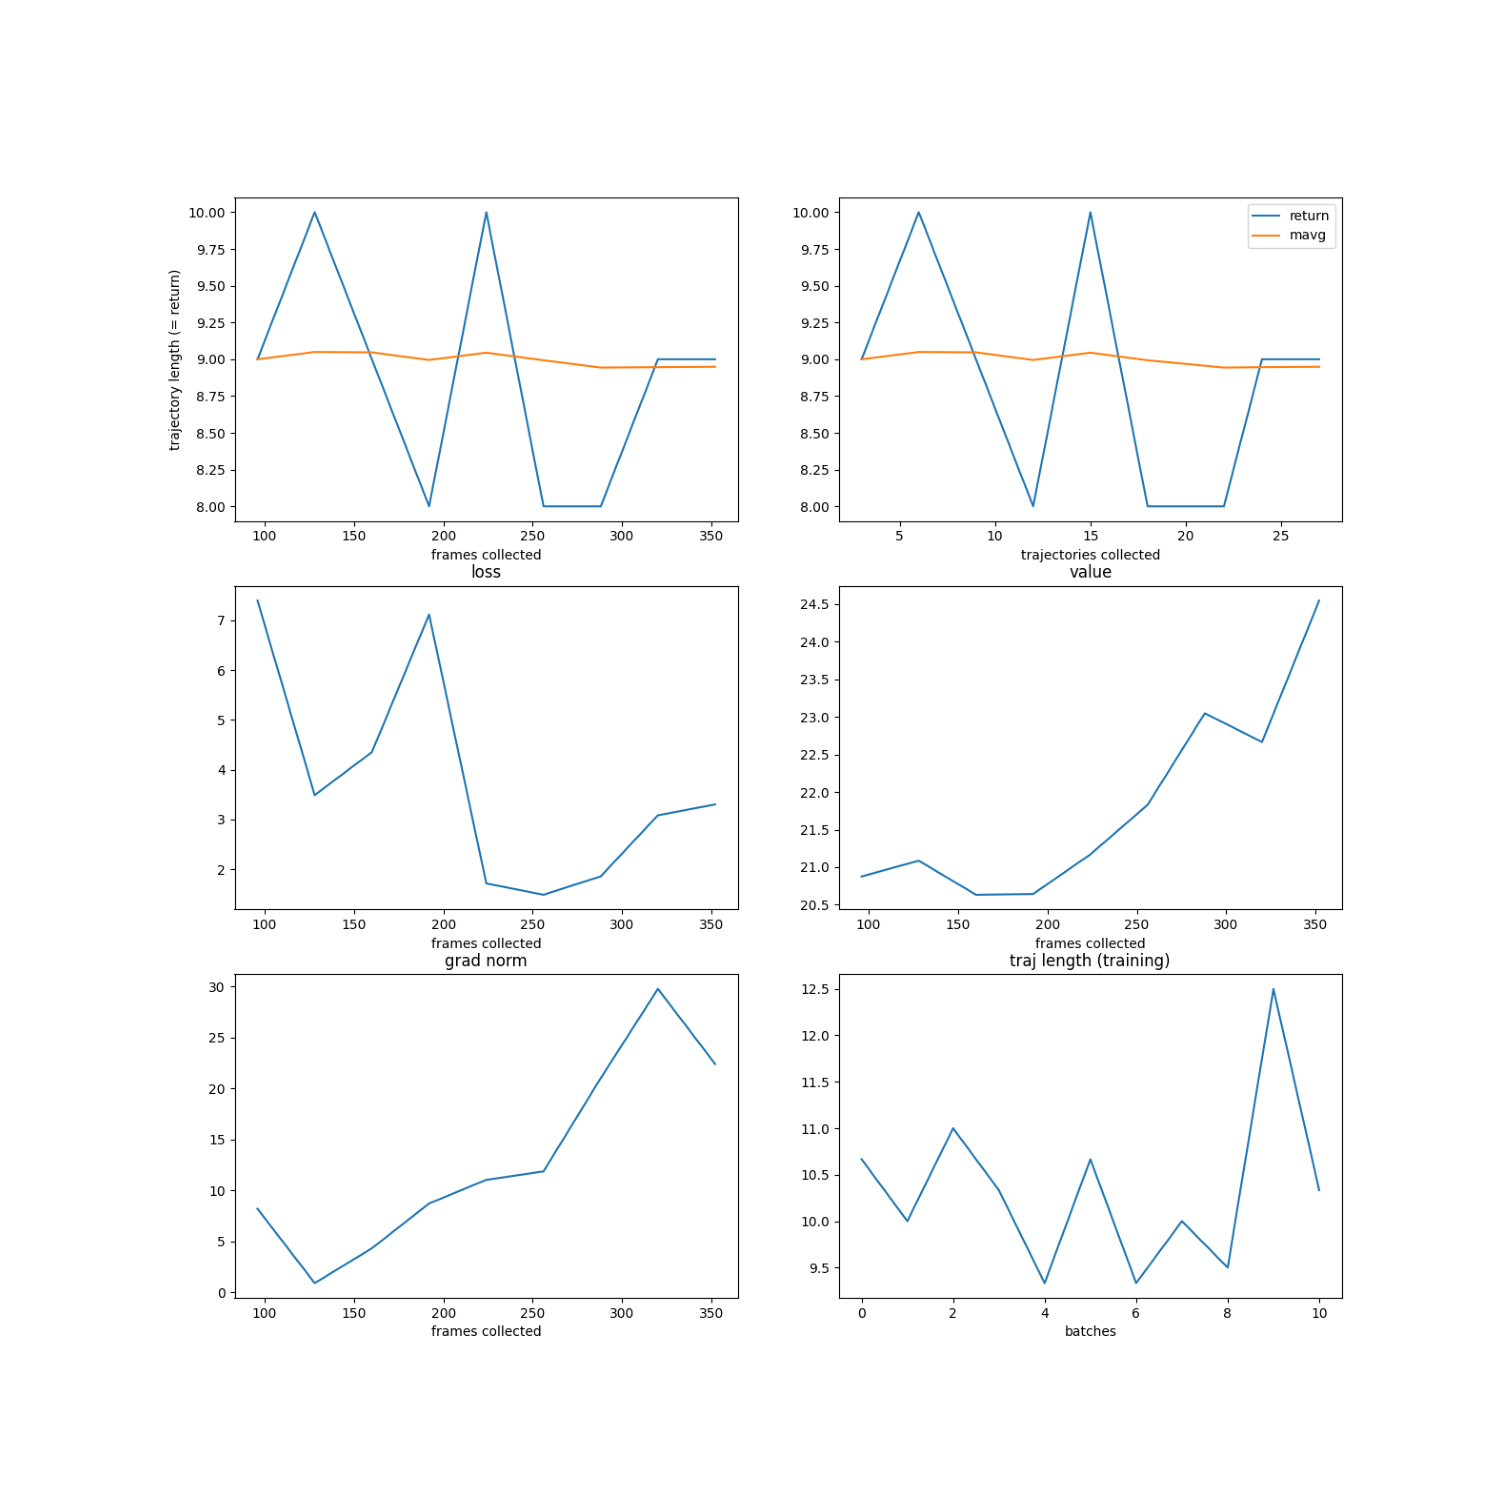 trajectory length (= return)
10.00
9.75
9.50
9.25
9.00
8.75
8.50
8.25
8.00
100 150 200 250 300 350
frames collected
return
mavg
10.00
9.75
9.50
9.25
9.00
8.75
8.50
8.25
8.00
5 10 15 20 25
trajectories collected
loss
7
6
5
4
3
2
100 150 200 250 300 350
frames collected
value
24.5
24.0
23.5
23.0
22.5
22.0
21.5
21.0
20.5
100 150 200 250 300 350
frames collected
grad norm
30
25
20
15
10
5
0
100 150 200 250 300 350
frames collected
traj length (training)
12.5
12.0
11.5
11.0
10.5
10.0
9.5
0 2 4 6 8 10
batches